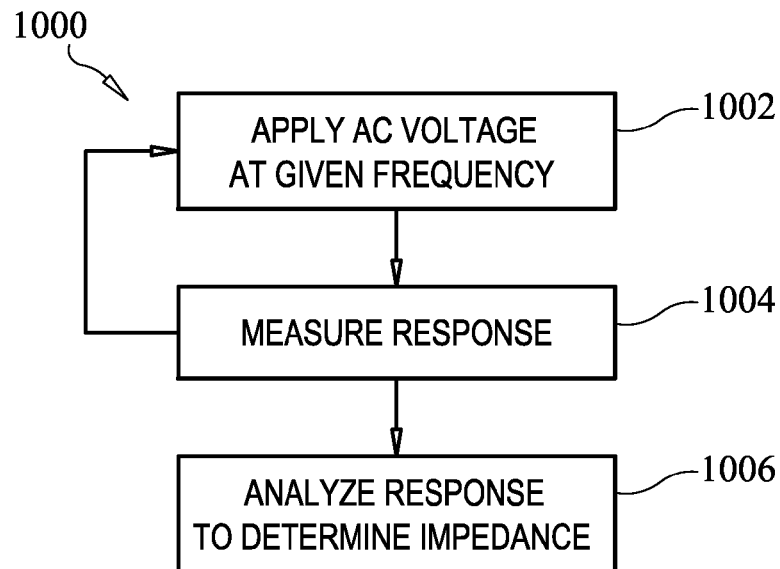 1000
1002
APPLY AC VOLTAGE
AT GIVEN FREQUENCY
1004
MEASURE RESPONSE
1006
ANALYZE RESPONSE
TO DETERMINE IMPEDANCE